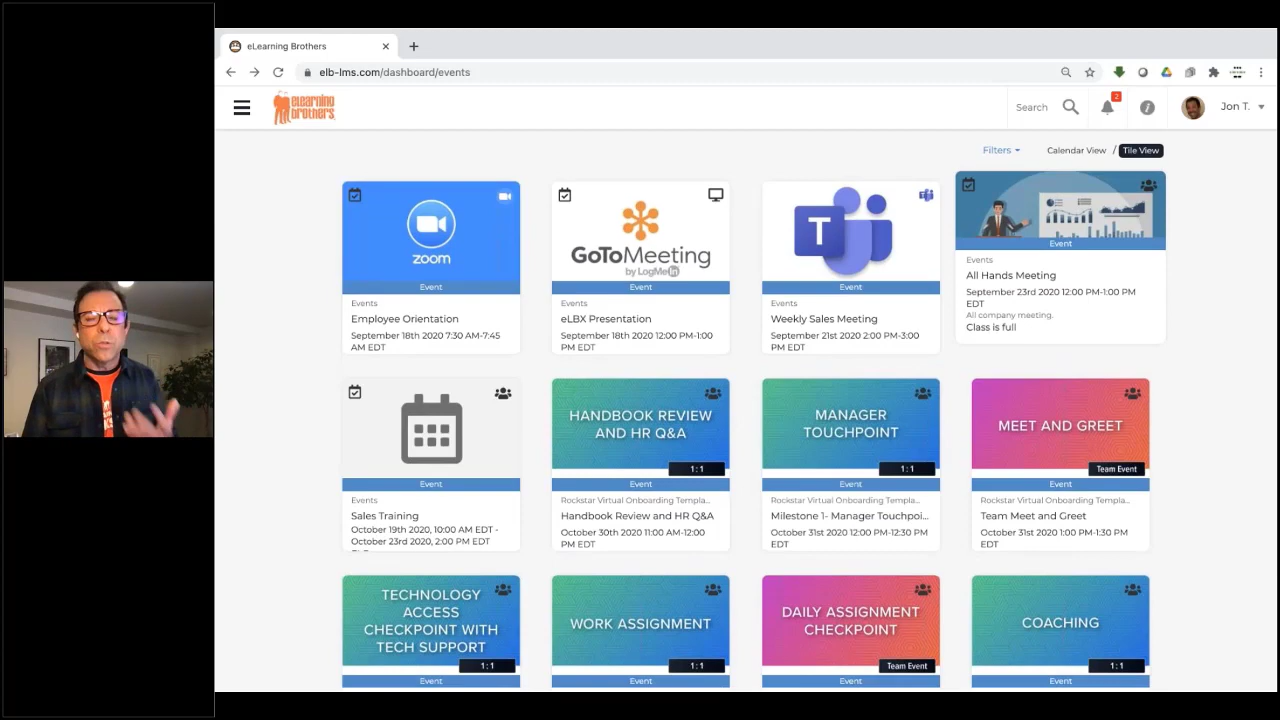 eLearning Brothers
elb-lms.com/dashboard/events
eLearning
brothers
Search
2
Jon T.
Filters
Calendar View / Tile View
zoom
Event
Events
Employee Orientation
September 18th 2020 7:30 AM-7:45
AM EDT
GoToMeeting
by LogMeIn
Event
Events
eLBX Presentation
September 18th 2020 12:00 PM-1:00
PM EDT
T
Event
Events
Weekly Sales Meeting
September 21st 2020 2:00 PM-3:00
PM EDT
Event
Events
All Hands Meeting
September 23rd 2020 12:00 PM-1:00 PM
EDT
All company meeting.
Class is full
Event
Events
Sales Training
October 19th 2020, 10:00 AM EDT -
October 23rd 2020, 2:00 PM EDT
HANDBOOK REVIEW
AND HR Q&A
1:1
Event
Rockstar Virtual Onboarding Templa...
Handbook Review and HR Q&A
October 30th 2020 11:00 AM-12:00
PM EDT
MANAGER
TOUCHPOINT
1:1
Event
Rockstar Virtual Onboarding Templa...
Milestone 1- Manager Touchpoi...
October 31st 2020 12:00 PM-12:30 PM
EDT
MEET AND GREET
Team Event
Event
Rockstar Virtual Onboarding Templa...
Team Meet and Greet
October 31st 2020 1:00 PM-1:30 PM
EDT
TECHNOLOGY
ACCESS
CHECKPOINT WITH
TECH SUPPORT
1:1
Event
WORK ASSIGNMENT
1:1
Event
DAILY ASSIGNMENT
CHECKPOINT
Team Event
Event
COACHING
1:1
Event